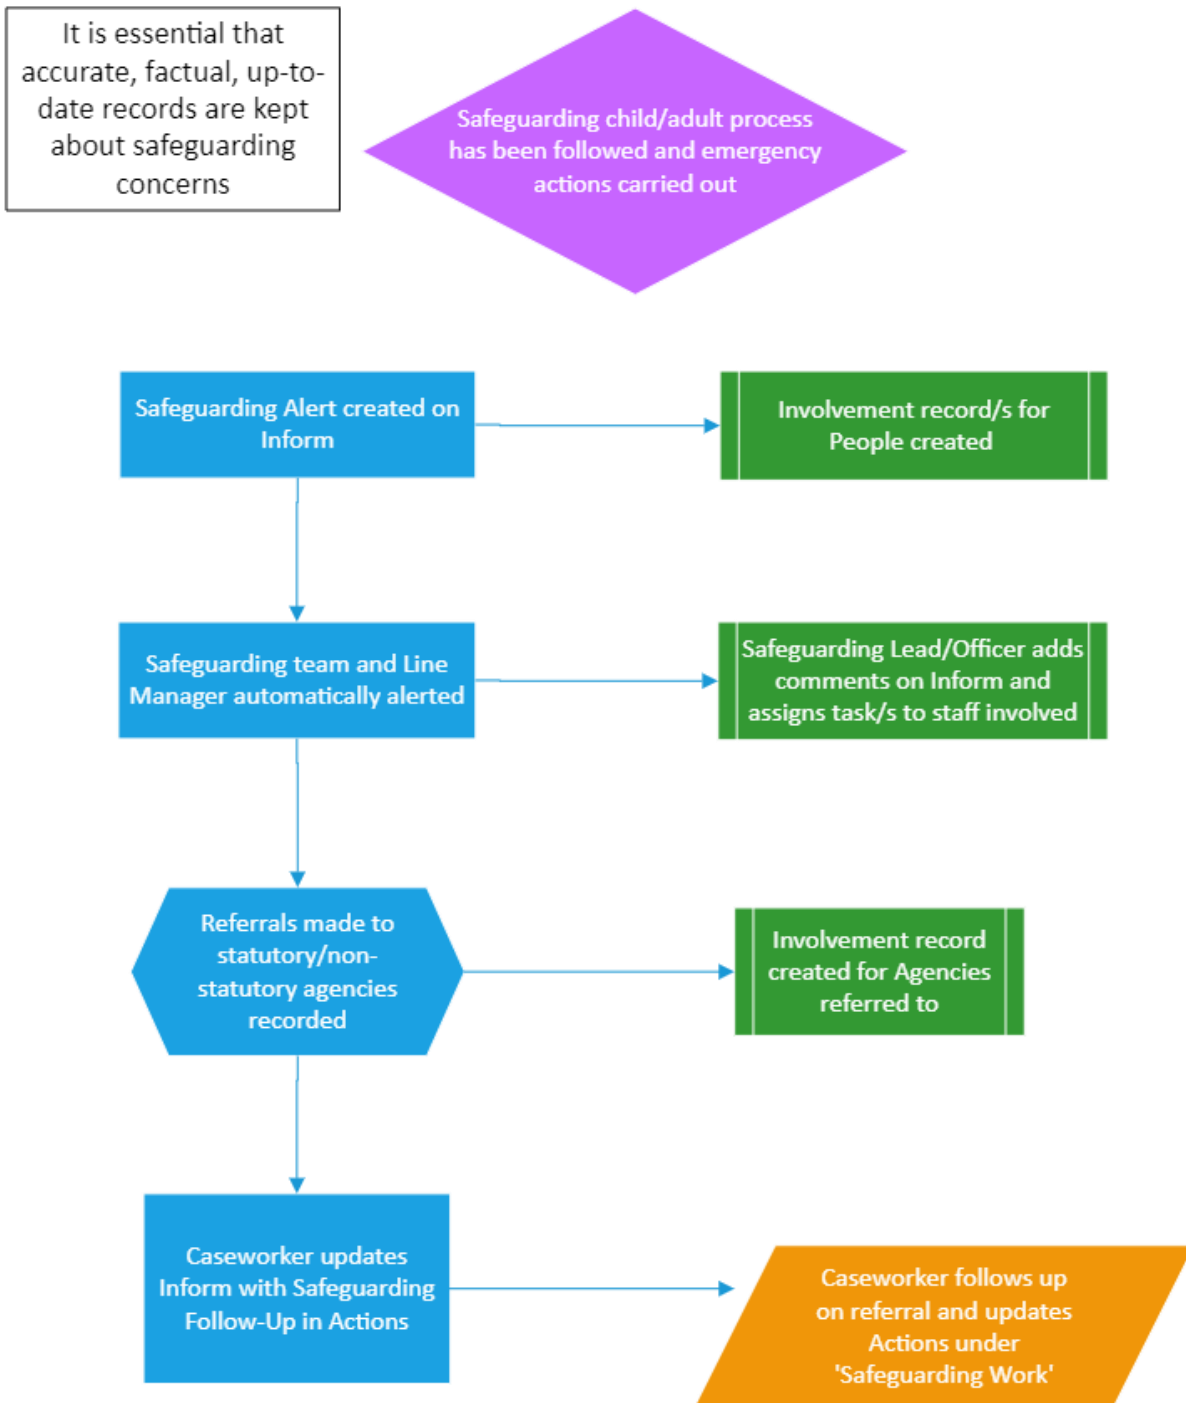 It is essential that
accurate, factual, up-to-
date records are kept
about safeguarding
concerns
Safeguarding child/adult process
has been followed and emergency
actions carried out
Safeguarding Alert created on
Inform
Involvement record/s for
People created
Safeguarding team and Line
Manager automatically alerted
Safeguarding Lead/Officer adds
comments on Inform and
assigns task/s to staff involved
Referrals made to
statutory/non-
statutory agencies
recorded
Involvement record
created for Agencies
referred to
Caseworker updates
Inform with Safeguarding
Follow-Up in Actions
Caseworker follows up
on referral and updates
Actions under
'Safeguarding Work'